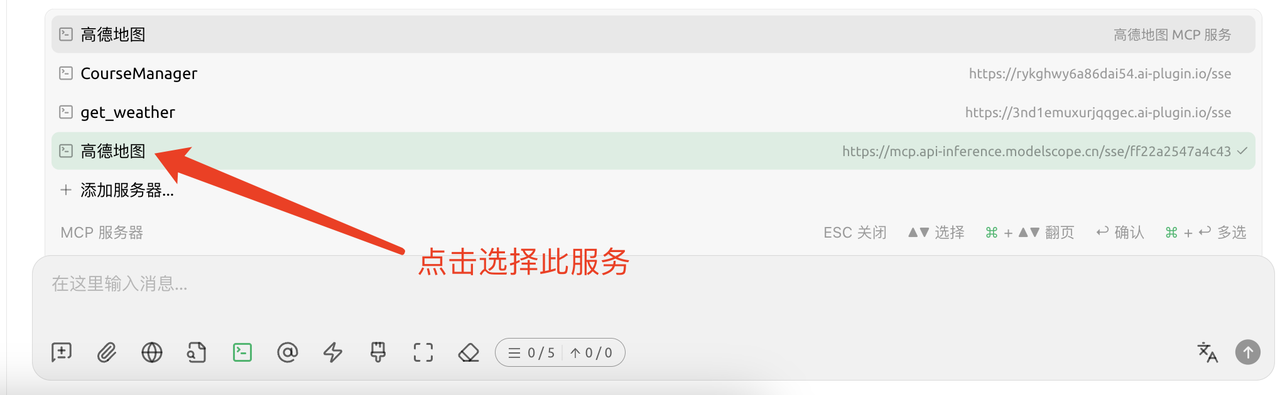 高德地图 高德地图 MCP 服务
CourseManager https://rykghwy6a86dai54.ai-plugin.io/sse
get_weather https://3nd1emuxurjqqgec.ai-plugin.io/sse
高德地图 https://mcp.api-inference.modelscope.cn/sse/ff22a2547a4c43
添加服务器...
MCP 服务器 ESC 关闭 ▲▼ 选择 ⌘ + ▲▼ 翻页 ↩ 确认 ⌘ + ↩ 多选
点击选择此服务
在这里输入消息...
0 / 5 ↑ 0 / 0